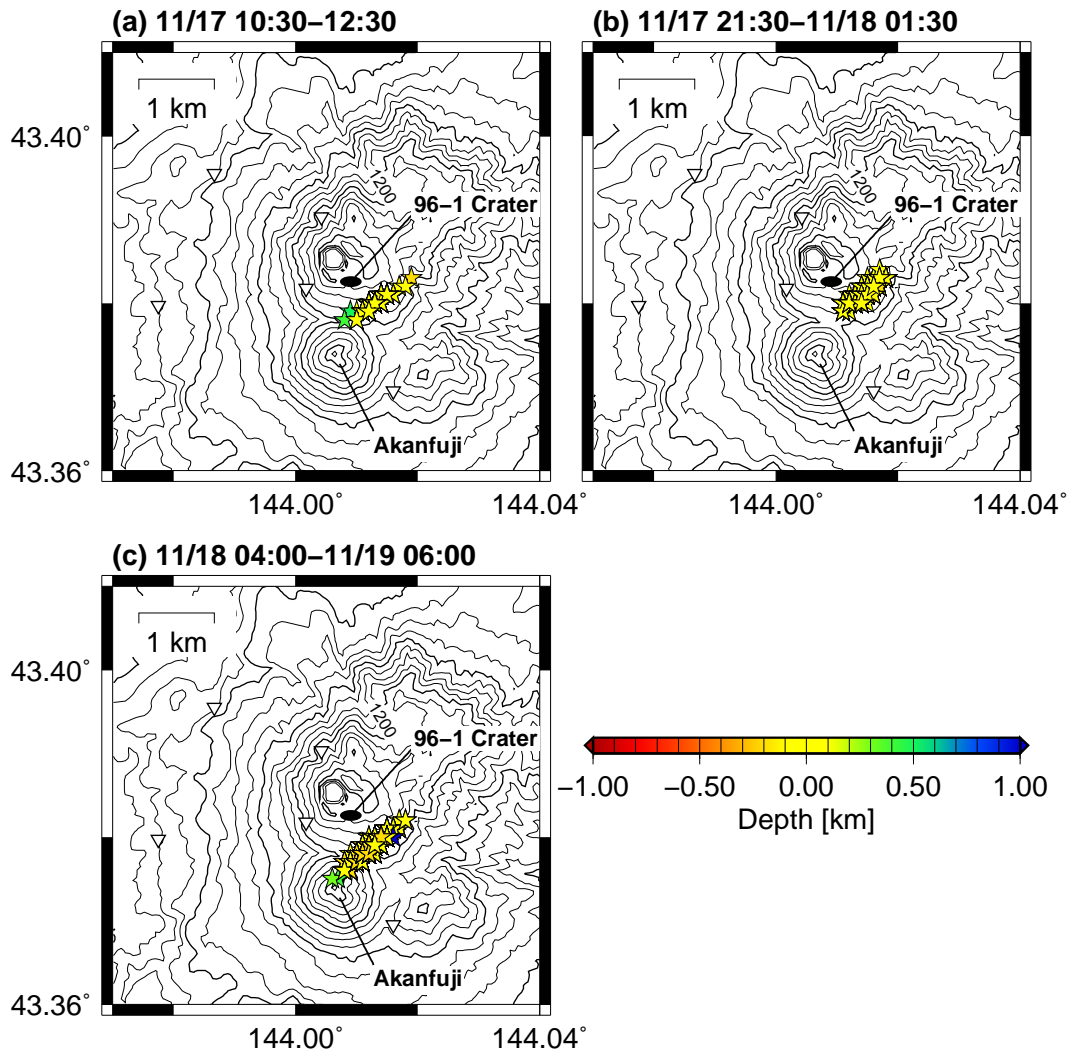 (a) 11/17 10:30−12:30
1 km
43.40˚
1200
96−1 Crater
Akanfuji
43.36˚
144.00˚ 144.04˚
(b) 11/17 21:30−11/18 01:30
1 km
1200
96−1 Crater
Akanfuji
144.00˚ 144.04˚
(c) 11/18 04:00−11/19 06:00
1 km
43.40˚
1200
96−1 Crater
Akanfuji
43.36˚
144.00˚ 144.04˚
−1.00 −0.50 0.00 0.50 1.00
Depth [km]